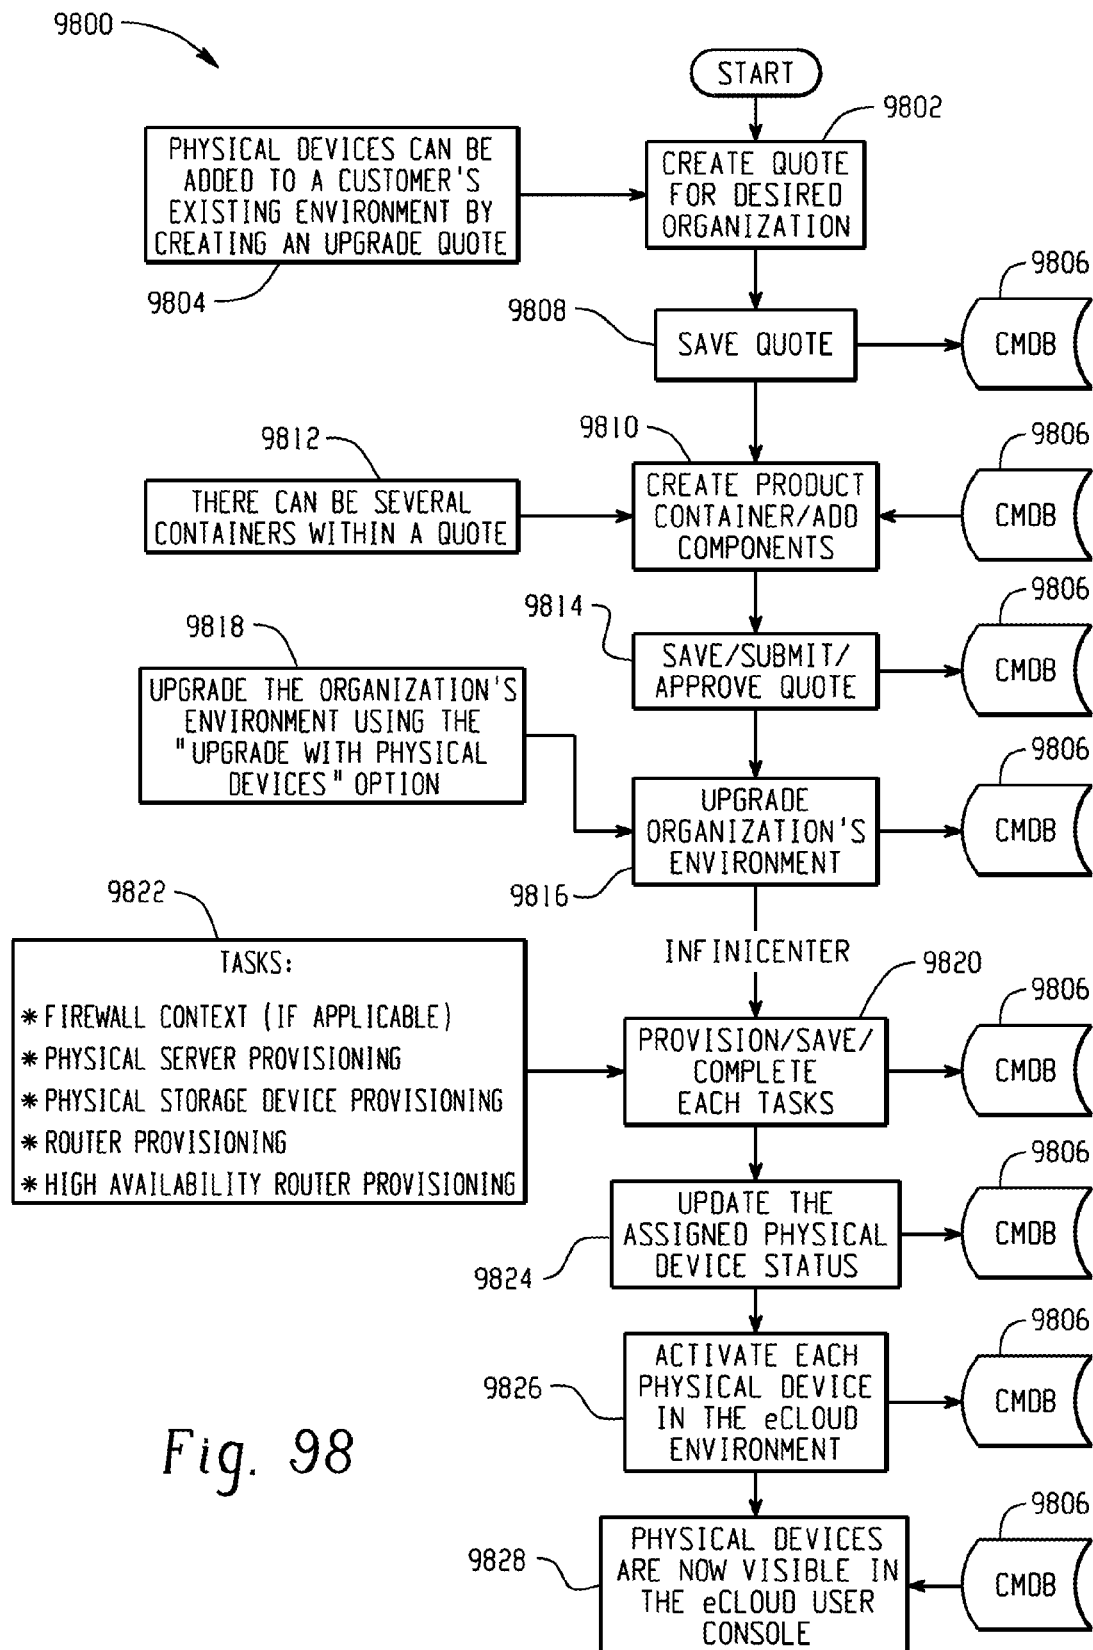 9800
START
9802
PHYSICAL DEVICES CAN BE
ADDED TO A CUSTOMER'S
EXISTING ENVIRONMENT BY
CREATING AN UPGRADE QUOTE
CREATE QUOTE
FOR DESIRED
ORGANIZATION
9804
9806
9808
SAVE QUOTE
CMDB
9812
9810
9806
THERE CAN BE SEVERAL
CONTAINERS WITHIN A QUOTE
CREATE PRODUCT
CONTAINER/ADD
COMPONENTS
CMDB
9814
9806
SAVE/SUBMIT/
APPROVE QUOTE
CMDB
9818
UPGRADE THE ORGANIZATION'S
ENVIRONMENT USING THE
"UPGRADE WITH PHYSICAL
DEVICES" OPTION
9806
UPGRADE
ORGANIZATION'S
ENVIRONMENT
CMDB
9816
9822
INFINICENTER
TASKS:
* FIREWALL CONTEXT (IF APPLICABLE)
* PHYSICAL SERVER PROVISIONING
* PHYSICAL STORAGE DEVICE PROVISIONING
* ROUTER PROVISIONING
* HIGH AVAILABILITY ROUTER PROVISIONING
9820
9806
PROVISION/SAVE/
COMPLETE
EACH TASKS
CMDB
9806
UPDATE THE
ASSIGNED PHYSICAL
DEVICE STATUS
CMDB
9824
9806
9826
ACTIVATE EACH
PHYSICAL DEVICE
IN THE eCLOUD
ENVIRONMENT
CMDB
Fig. 98
9806
9828
PHYSICAL DEVICES
ARE NOW VISIBLE IN
THE eCLOUD USER
CONSOLE
CMDB